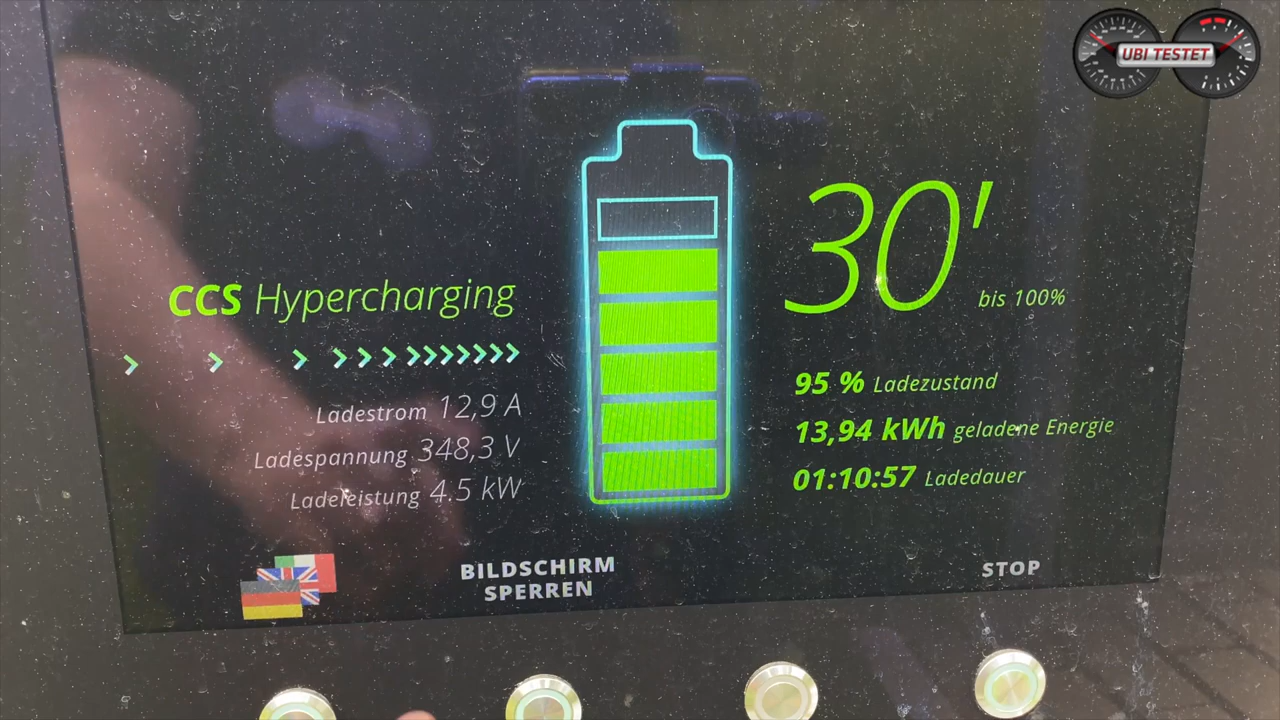 UBI TESTET
CCS Hypercharging
Ladestrom 12,9 A
Ladespannung 348,3 V
Ladeleistung 4.5 kW
30'
bis 100%
95 % Ladezustand
13,94 kWh geladene Energie
01:10:57 Ladedauer
BILDSCHIRM
SPERREN
STOP